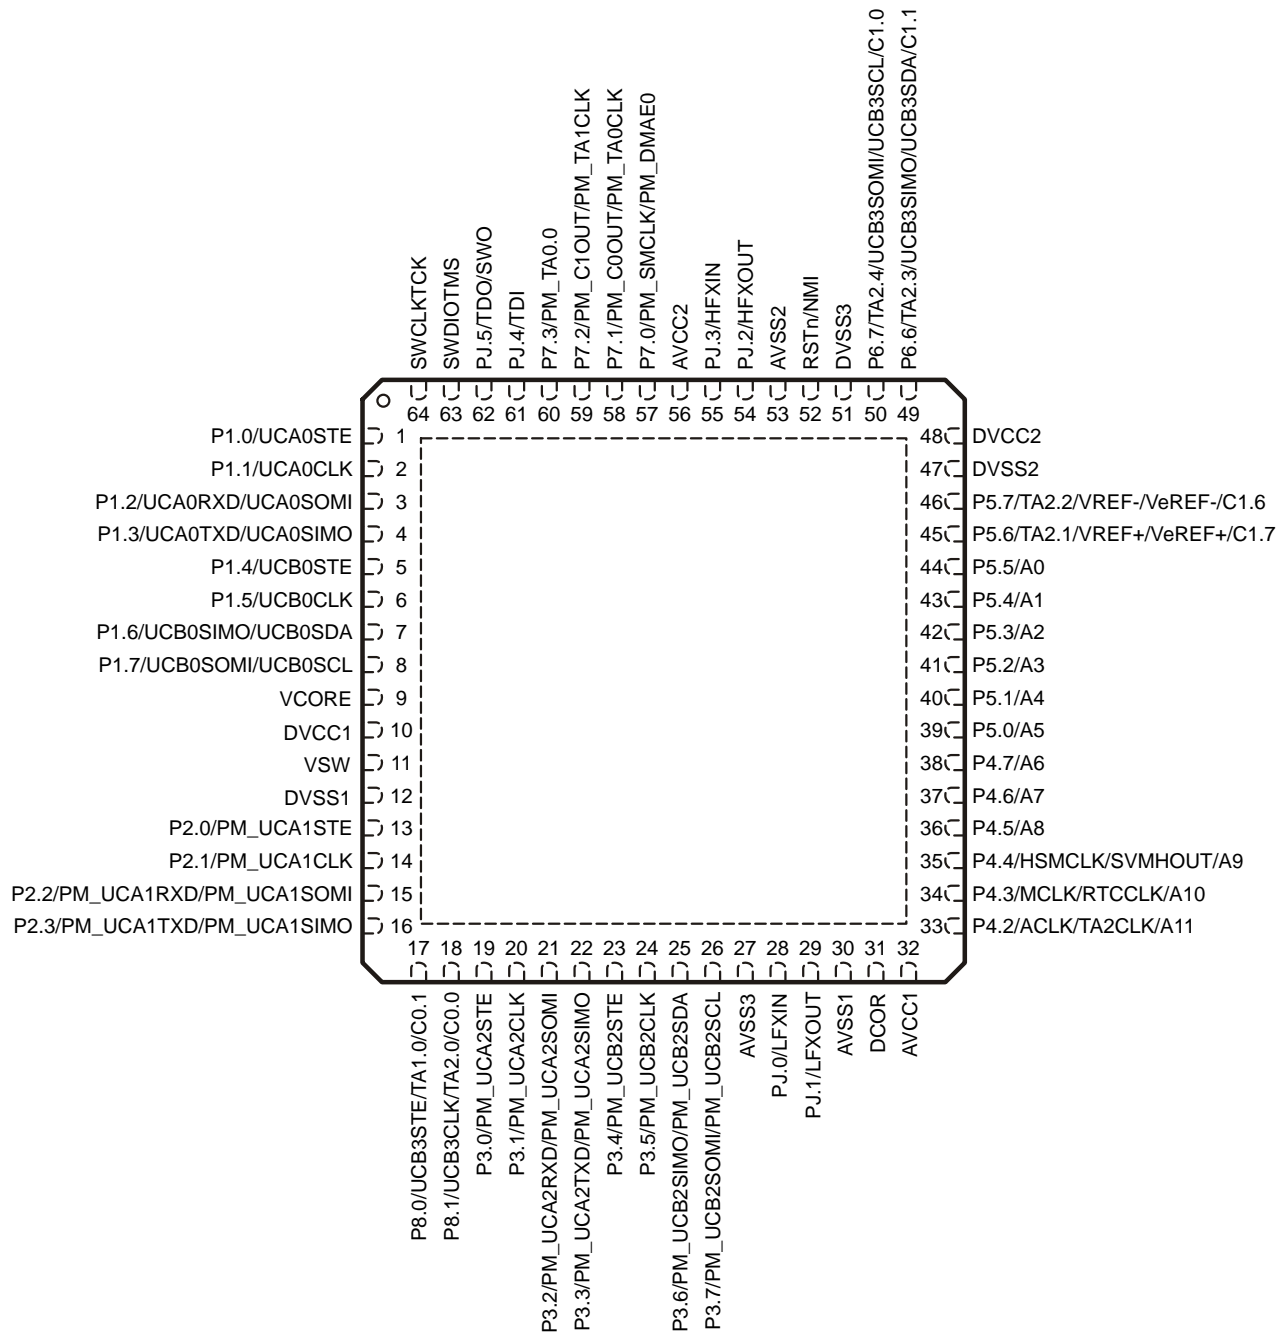 SWCLKTCK
SWDIOTMS
PJ.5/TDO/SWO
PJ.4/TDI
P7.3/PM_TA0.0
P7.2/PM_C1OUT/PM_TA1CLK
P7.1/PM_C0OUT/PM_TA0CLK
P7.0/PM_SMCLK/PM_DMAE0
AVCC2
PJ.3/HFXIN
PJ.2/HFXOUT
AVSS2
RSTn/NMI
DVSS3
P6.7/TA2.4/UCB3SOMI/UCB3SCL/C1.0
P6.6/TA2.3/UCB3SIMO/UCB3SDA/C1.1
64 63 62 61 60 59 58 57 56 55 54 53 52 51 50 49
P1.0/UCA0STE 1
P1.1/UCA0CLK 2
P1.2/UCA0RXD/UCA0SOMI 3
P1.3/UCA0TXD/UCA0SIMO 4
P1.4/UCB0STE 5
P1.5/UCB0CLK 6
P1.6/UCB0SIMO/UCB0SDA 7
P1.7/UCB0SOMI/UCB0SCL 8
VCORE 9
DVCC1 10
VSW 11
DVSS1 12
P2.0/PM_UCA1STE 13
P2.1/PM_UCA1CLK 14
P2.2/PM_UCA1RXD/PM_UCA1SOMI 15
P2.3/PM_UCA1TXD/PM_UCA1SIMO 16
48 DVCC2
47 DVSS2
46 P5.7/TA2.2/VREF-/VeREF-/C1.6
45 P5.6/TA2.1/VREF+/VeREF+/C1.7
44 P5.5/A0
43 P5.4/A1
42 P5.3/A2
41 P5.2/A3
40 P5.1/A4
39 P5.0/A5
38 P4.7/A6
37 P4.6/A7
36 P4.5/A8
35 P4.4/HSMCLK/SVMHOUT/A9
34 P4.3/MCLK/RTCCLK/A10
33 P4.2/ACLK/TA2CLK/A11
17 18 19 20 21 22 23 24 25 26 27 28 29 30 31 32
P8.0/UCB3STE/TA1.0/C0.1
P8.1/UCB3CLK/TA2.0/C0.0
P3.0/PM_UCA2STE
P3.1/PM_UCA2CLK
P3.2/PM_UCA2RXD/PM_UCA2SOMI
P3.3/PM_UCA2TXD/PM_UCA2SIMO
P3.4/PM_UCB2STE
P3.5/PM_UCB2CLK
P3.6/PM_UCB2SIMO/PM_UCB2SDA
P3.7/PM_UCB2SOMI/PM_UCB2SCL
AVSS3
PJ.0/LFXIN
PJ.1/LFXOUT
AVSS1
DCOR
AVCC1